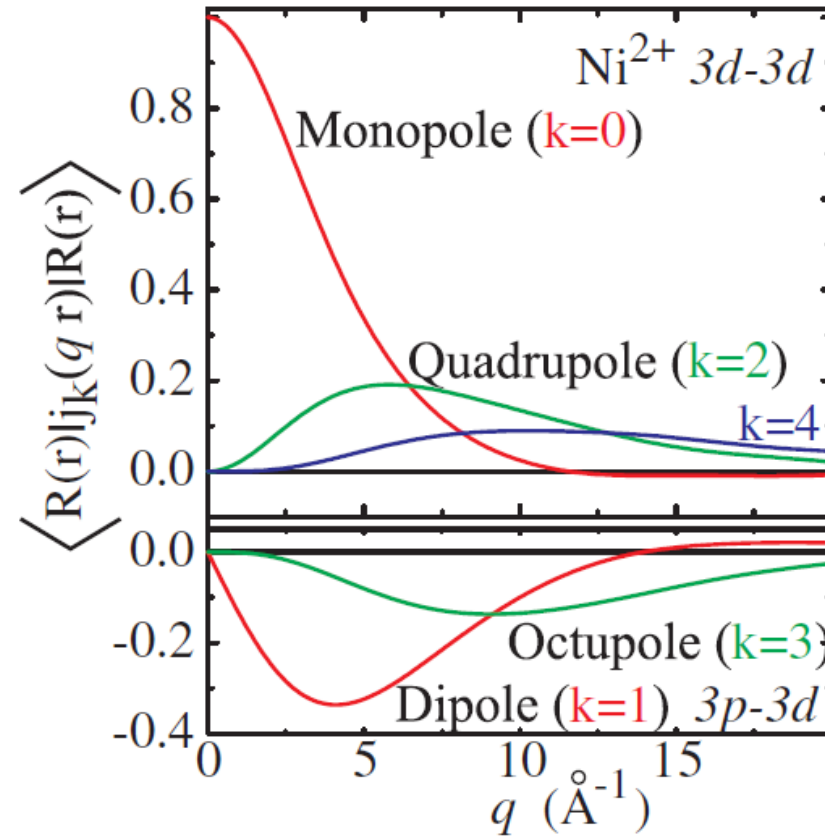 Ni²⁺ 3d-3d
0.8
Monopole (k=0)
0.6
0.4
Quadrupole (k=2)
0.2
k=4
0.0
⟨R(r)|jₖ(q r)|R(r)⟩
0.0
-0.2
Octupole (k=3)
Dipole (k=1) 3p-3d
-0.4
0 5 10 15
q (Å⁻¹)